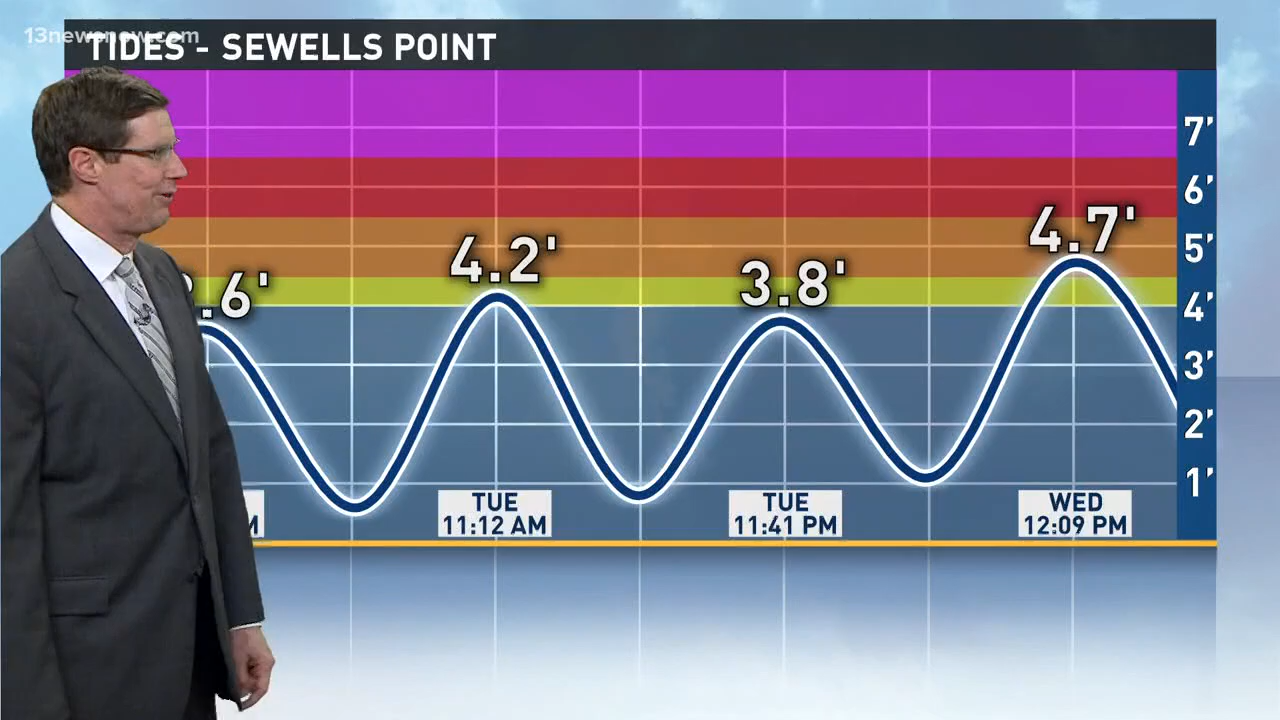 13newsnow.com
TIDES - SEWELLS POINT
7'
6'
5'
4'
3'
2'
1'
.6'
4.2'
3.8'
4.7'
TUE
11:12 AM
TUE
11:41 PM
WED
12:09 PM